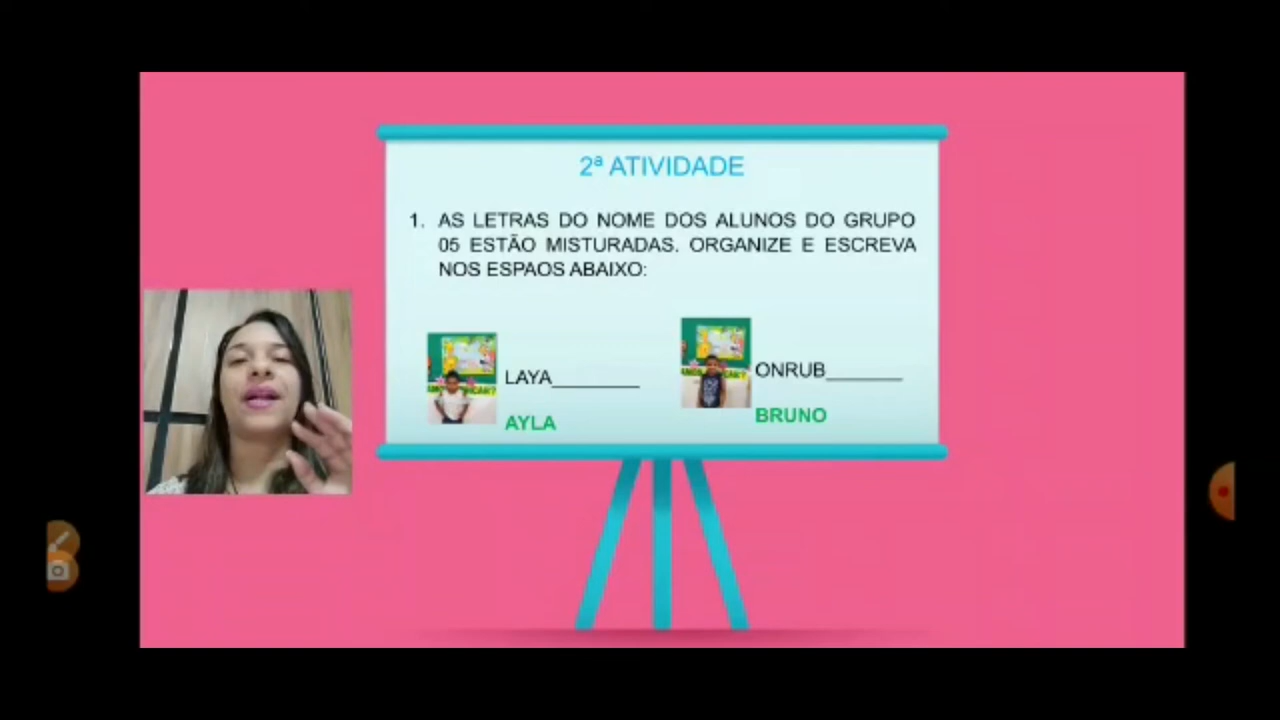 2ª ATIVIDADE
1. AS LETRAS DO NOME DOS ALUNOS DO GRUPO
05 ESTÃO MISTURADAS. ORGANIZE E ESCREVA
NOS ESPAOS ABAIXO:
LAYA________
ONRUB_______
AYLA
BRUNO